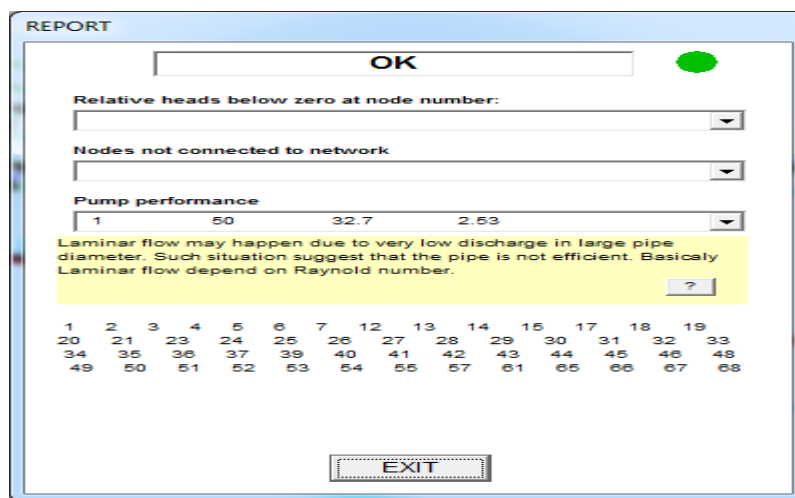 REPORT
OK
Relative heads below zero at node number:
Nodes not connected to network
Pump performance
1 50 32.7 2.53
Laminar flow may happen due to very low discharge in large pipe
diameter. Such situation suggest that the pipe is not efficient. Basicaly
Laminar flow depend on Raynold number.
?
1 2 3 4 5 6 7 12 13 14 15 17 18 19
20 21 23 24 25 26 27 28 29 30 31 32 33
34 35 36 37 39 40 41 42 43 44 45 46 48
49 50 51 52 53 54 55 57 61 65 66 67 68
EXIT